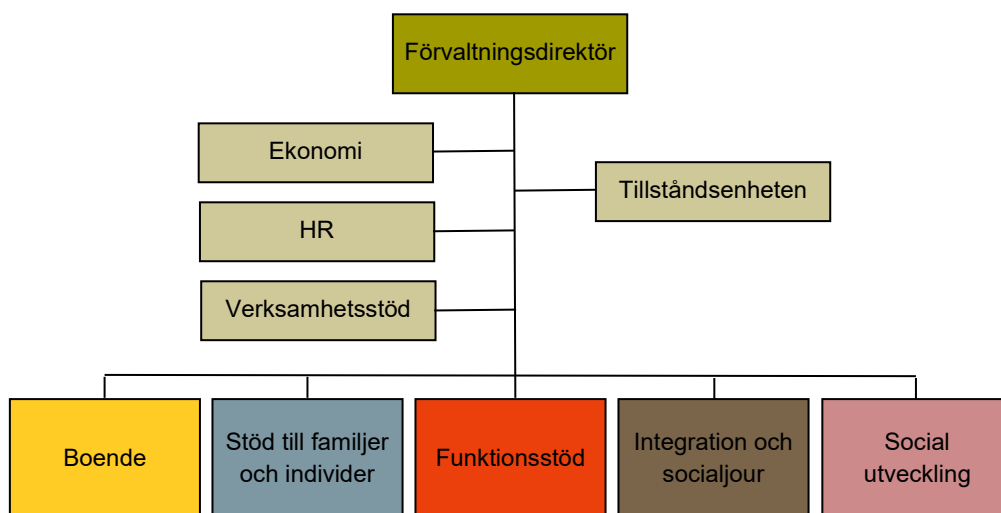 Förvaltningsdirektör
Ekonomi
Tillståndsenheten
HR
Verksamhetsstöd
Boende
Stöd till familjer
och individer
Funktionsstöd
Integration och
socialjour
Social
utveckling